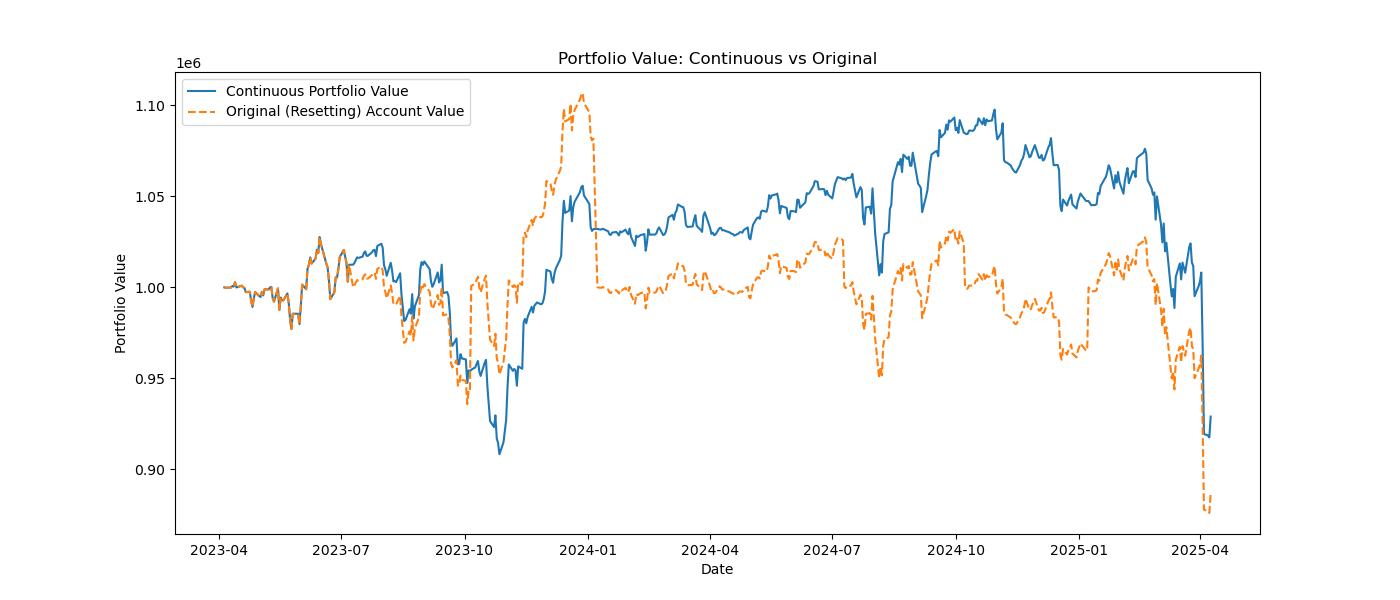 Portfolio Value: Continuous vs Original
1e6
Continuous Portfolio Value
Original (Resetting) Account Value
1.10
1.05
1.00
0.95
0.90
Portfolio Value
2023-04 2023-07 2023-10 2024-01 2024-04 2024-07 2024-10 2025-01 2025-04
Date